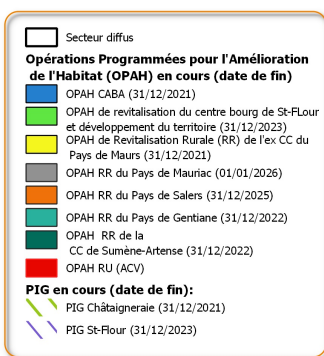 Secteur diffus
Opérations Programmées pour l'Amélioration
de l'Habitat (OPAH) en cours (date de fin)
OPAH CABA (31/12/2021)
OPAH de revitalisation du centre bourg de St-FLour
et développement du territoire (31/12/2023)
OPAH de Revitalisation Rurale (RR) de l'ex CC du
Pays de Maurs (31/12/2021)
OPAH RR du Pays de Mauriac (01/01/2026)
OPAH RR du Pays de Salers (31/12/2025)
OPAH RR du Pays de Gentiane (31/12/2022)
OPAH RR de la
CC de Sumène-Artense (31/12/2022)
OPAH RU (ACV)
PIG en cours (date de fin):
PIG Châtaigneraie (31/12/2021)
PIG St-Flour (31/12/2023)